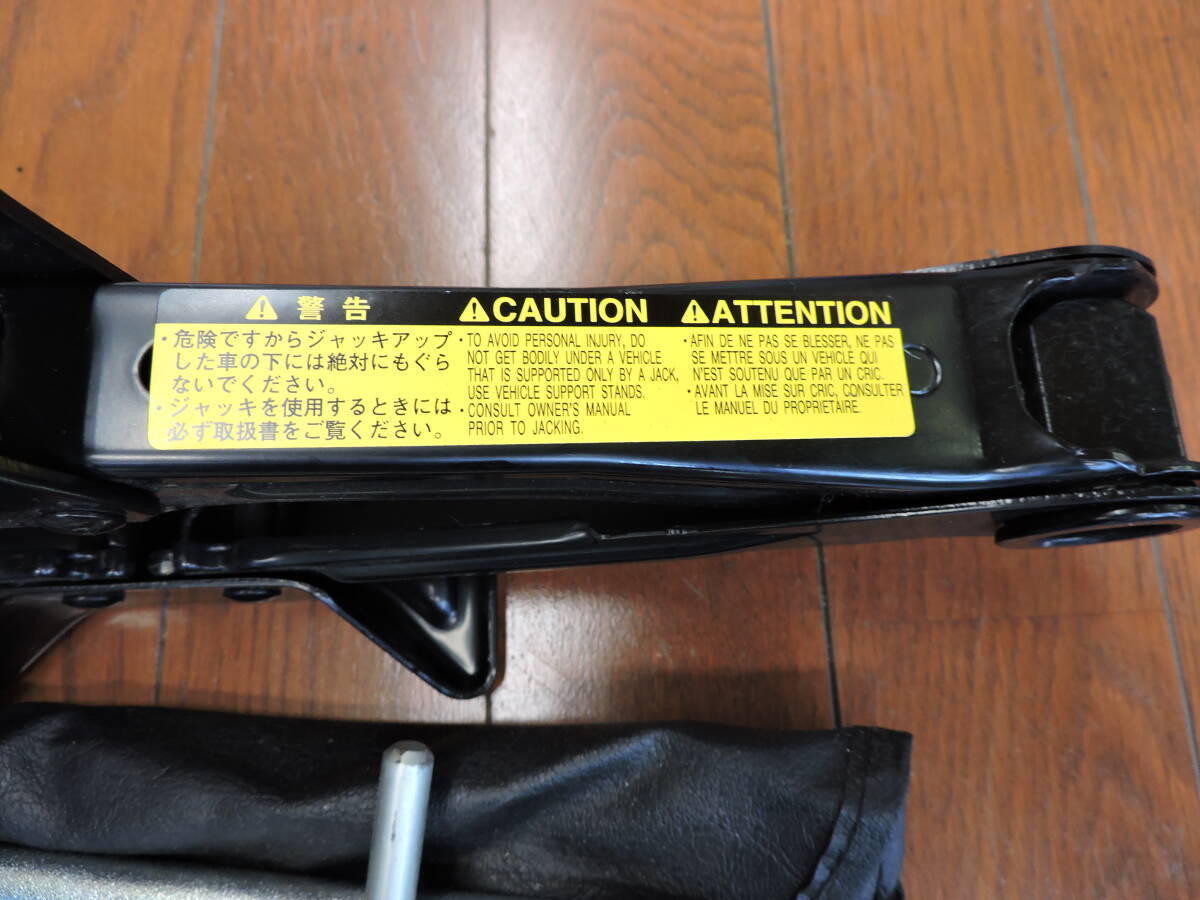 ⚠ 警告
・危険ですからジャッキアップ
した車の下には絶対にもぐら
ないでください。
・ジャッキを使用するときには
必ず取扱書をご覧ください。
⚠CAUTION
・TO AVOID PERSONAL INJURY, DO
NOT GET BODILY UNDER A VEHICLE
THAT IS SUPPORTED ONLY BY A JACK,
USE VEHICLE SUPPORT STANDS.
・CONSULT OWNER'S MANUAL
PRIOR TO JACKING.
⚠ATTENTION
・AFIN DE NE PAS SE BLESSER, NE PAS
SE METTRE SOUS UN VEHICLE QUI
N'EST SOUTENU QUE PAR UN CRIC.
・AVANT LA MISE SUR CRIC, CONSULTER
LE MANUEL DU PROPRIETAIRE.